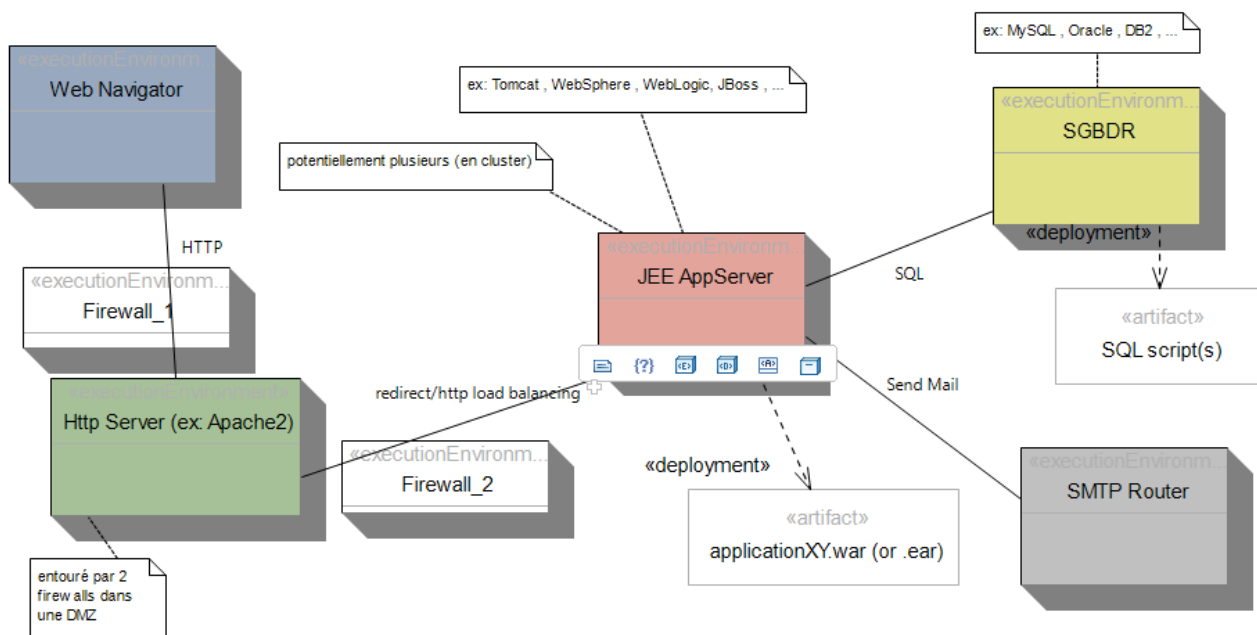 ex: MySQL , Oracle , DB2 , ...
«executionEnvironm...
Web Navigator
ex: Tomcat , WebSphere , WebLogic, JBoss , ...
«executionEnvironm...
SGBDR
potentiellement plusieurs (en cluster)
«deployment»
HTTP
«executionEnvironm...
JEE AppServer
SQL
«executionEnvironm...
Firewall_1
«artifact»
SQL script(s)
{?}
«E»
«D»
«A»
«executionEnvironment»
Http Server (ex: Apache2)
redirect/http load balancing
Send Mail
«executionEnvironm...
Firewall_2
«deployment»
«executionEnvironm...
SMTP Router
«artifact»
applicationXY.war (or .ear)
entouré par 2
firewalls dans
une DMZ